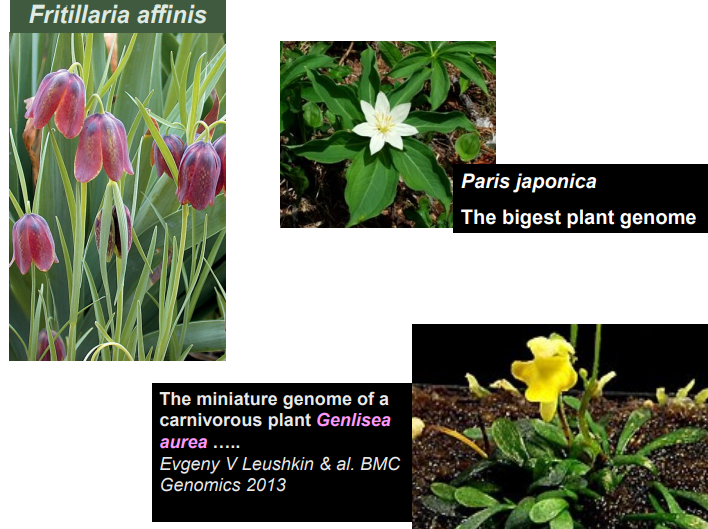 Fritillaria affinis
Paris japonica
The bigest plant genome
The miniature genome of a
carnivorous plant Genlisea
aurea …..
Evgeny V Leushkin & al. BMC
Genomics 2013